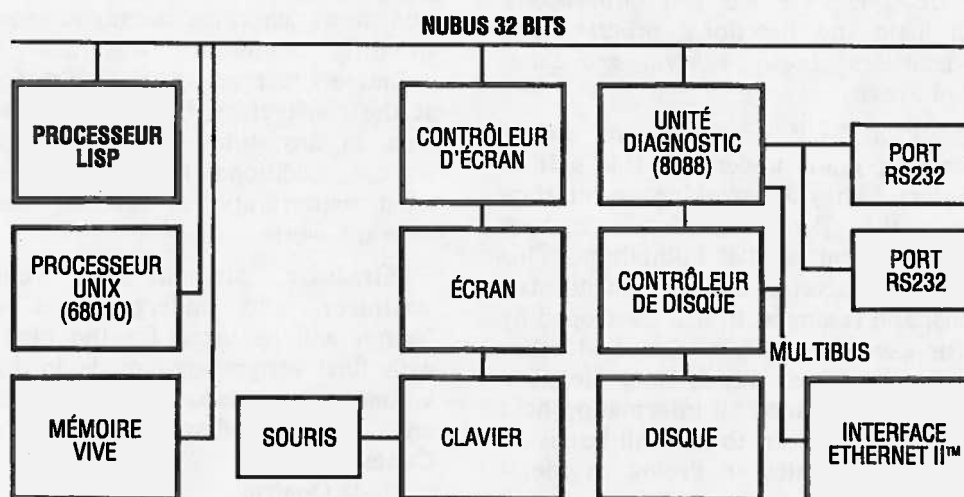 NUBUS 32 BITS
PROCESSEUR
LISP
CONTRÔLEUR
D'ÉCRAN
UNITÉ
DIAGNOSTIC
(8088)
PORT
RS232
PROCESSEUR
UNIX
(68010)
ÉCRAN
CONTRÔLEUR
DE DISQUE
PORT
RS232
MULTIBUS
MÉMOIRE
VIVE
SOURIS
CLAVIER
DISQUE
INTERFACE
ETHERNET II™